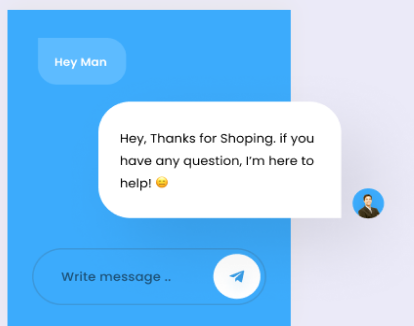 Hey Man
Hey, Thanks for Shoping. if you
have any question, I'm here to
help! 😊
Write message ..